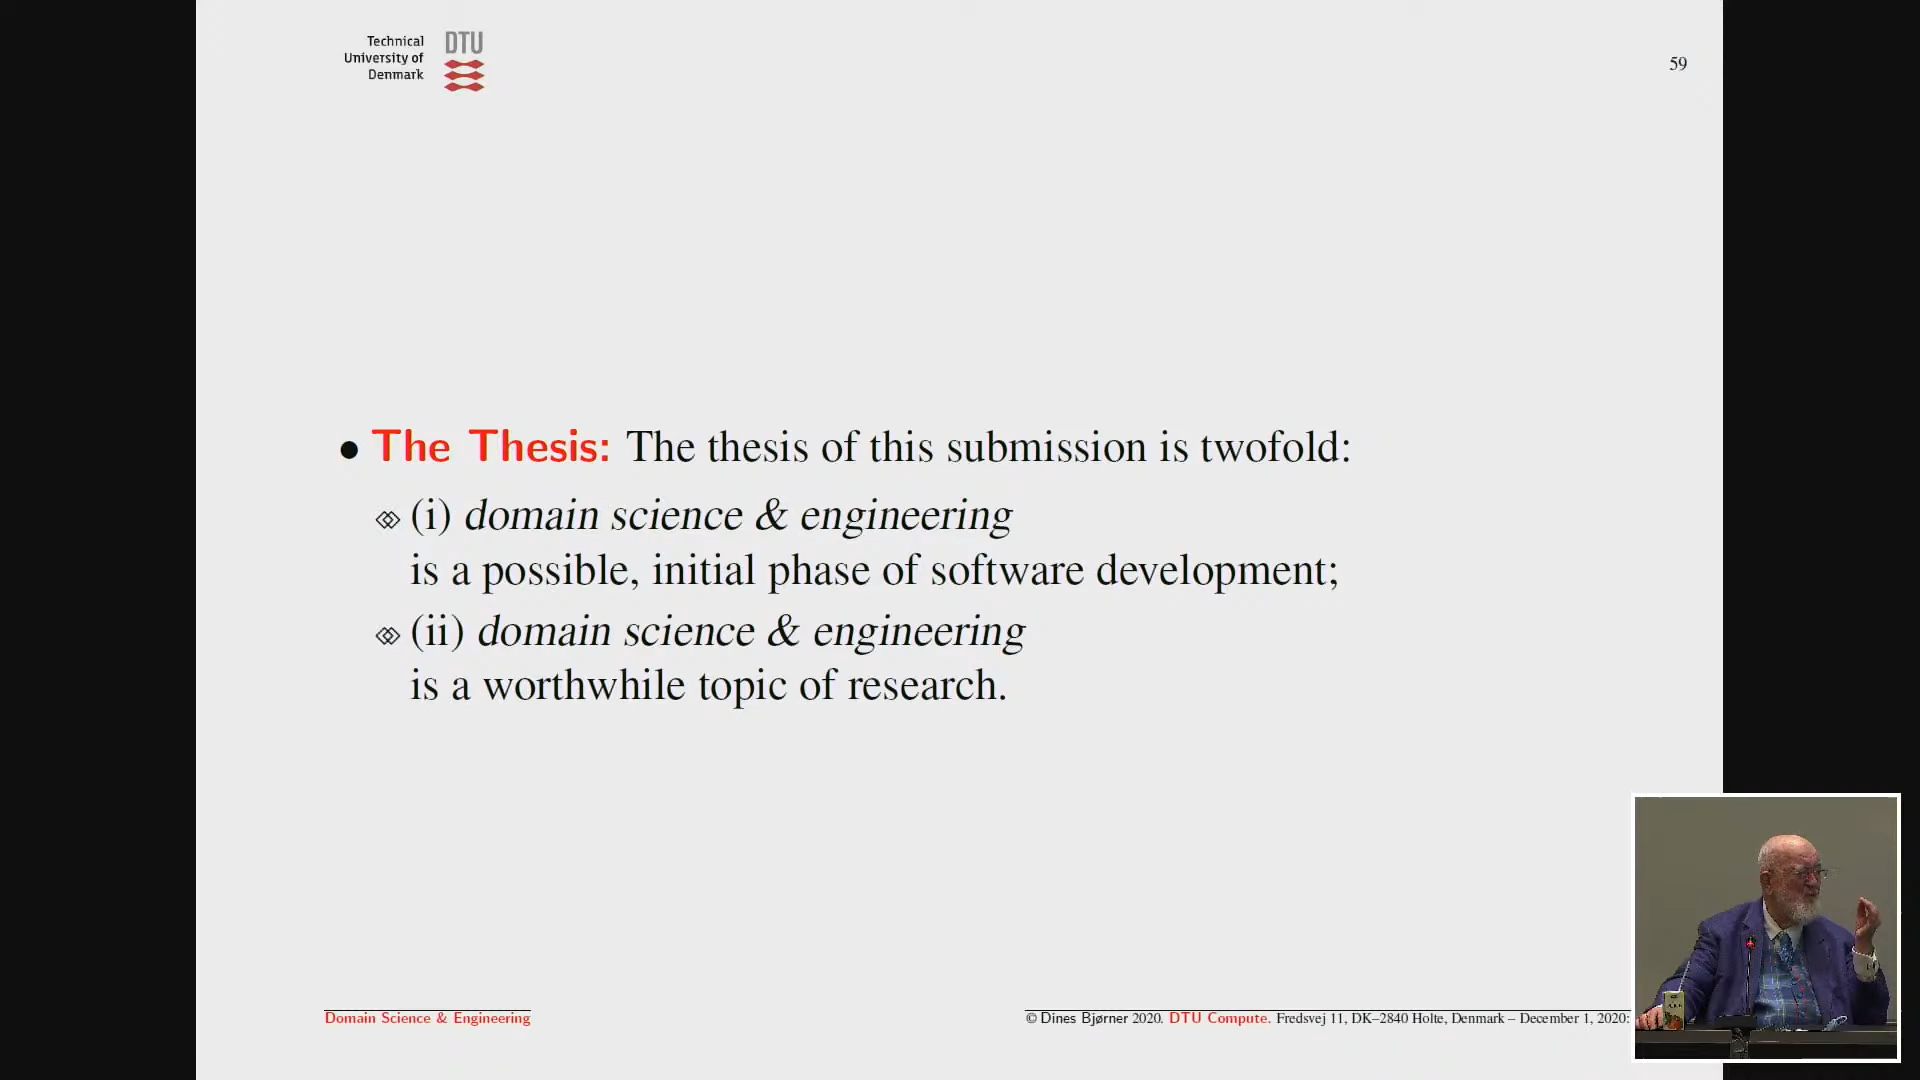 Technical
University of
Denmark
DTU
59
• The Thesis: The thesis of this submission is twofold:
(i) domain science & engineering
is a possible, initial phase of software development;
(ii) domain science & engineering
is a worthwhile topic of research.
Domain Science & Engineering
© Dines Bjørner 2020. DTU Compute. Fredsvej 11, DK–2840 Holte, Denmark – December 1, 2020: